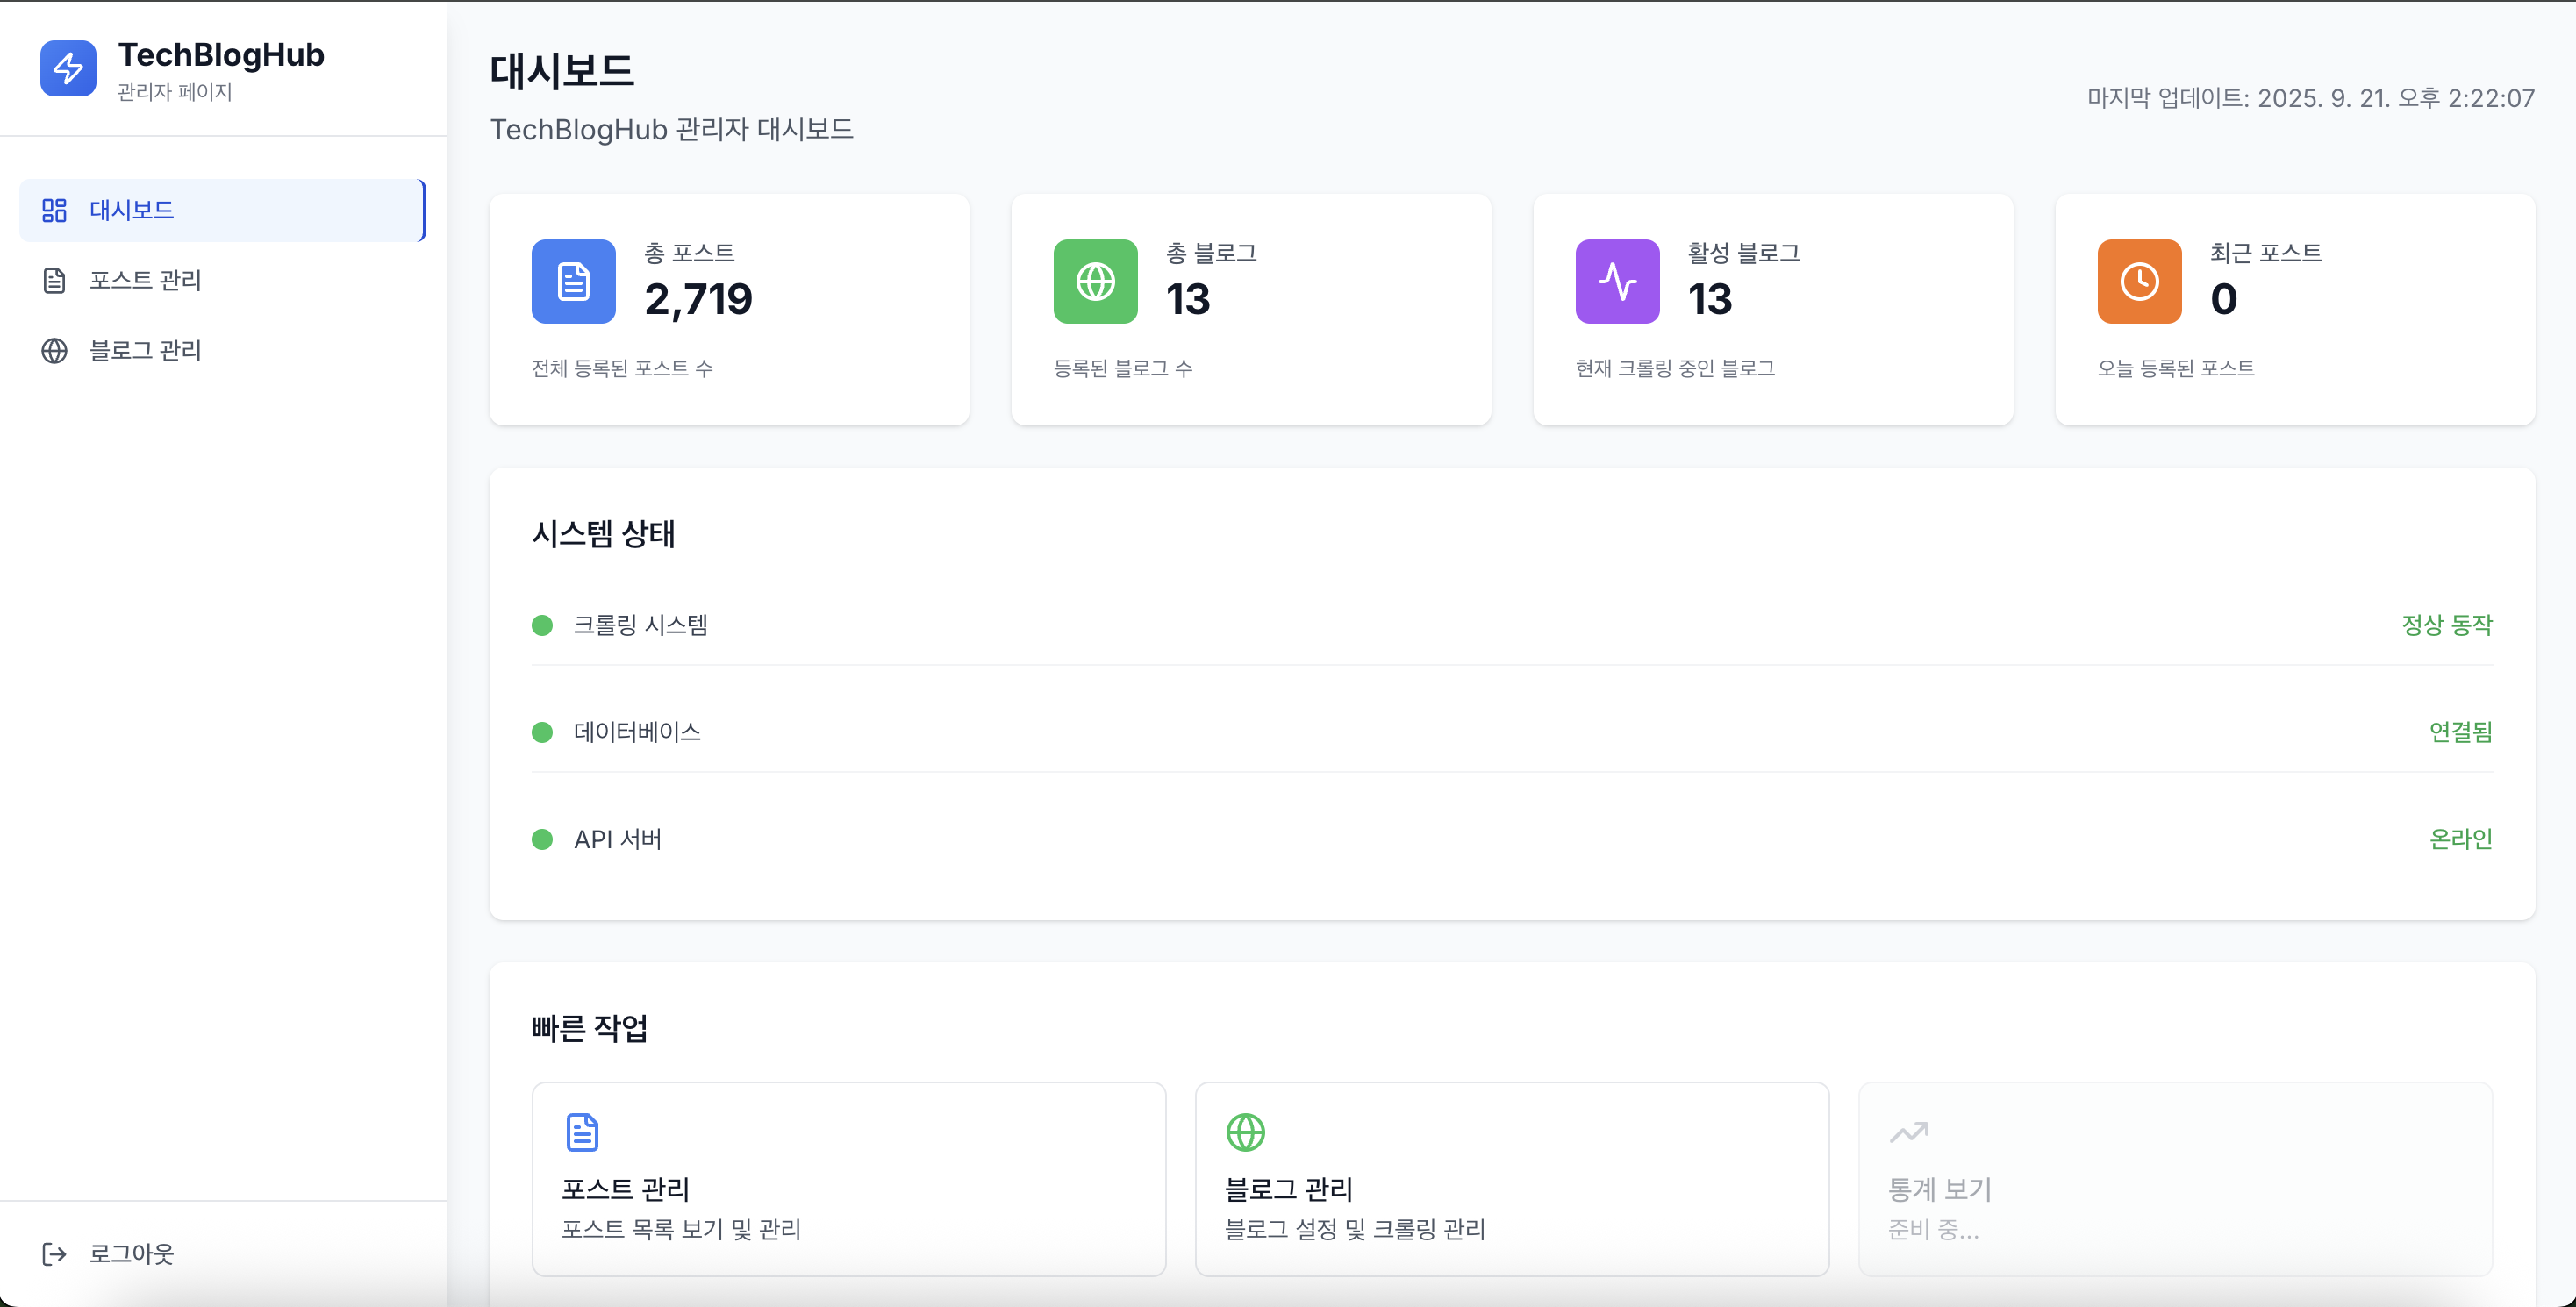 TechBlogHub
관리자 페이지
대시보드
포스트 관리
블로그 관리
로그아웃
대시보드
TechBlogHub 관리자 대시보드
마지막 업데이트: 2025. 9. 21. 오후 2:22:07
총 포스트
2,719
전체 등록된 포스트 수
총 블로그
13
등록된 블로그 수
활성 블로그
13
현재 크롤링 중인 블로그
최근 포스트
0
오늘 등록된 포스트
시스템 상태
크롤링 시스템
정상 동작
데이터베이스
연결됨
API 서버
온라인
빠른 작업
포스트 관리
포스트 목록 보기 및 관리
블로그 관리
블로그 설정 및 크롤링 관리
통계 보기
준비 중...